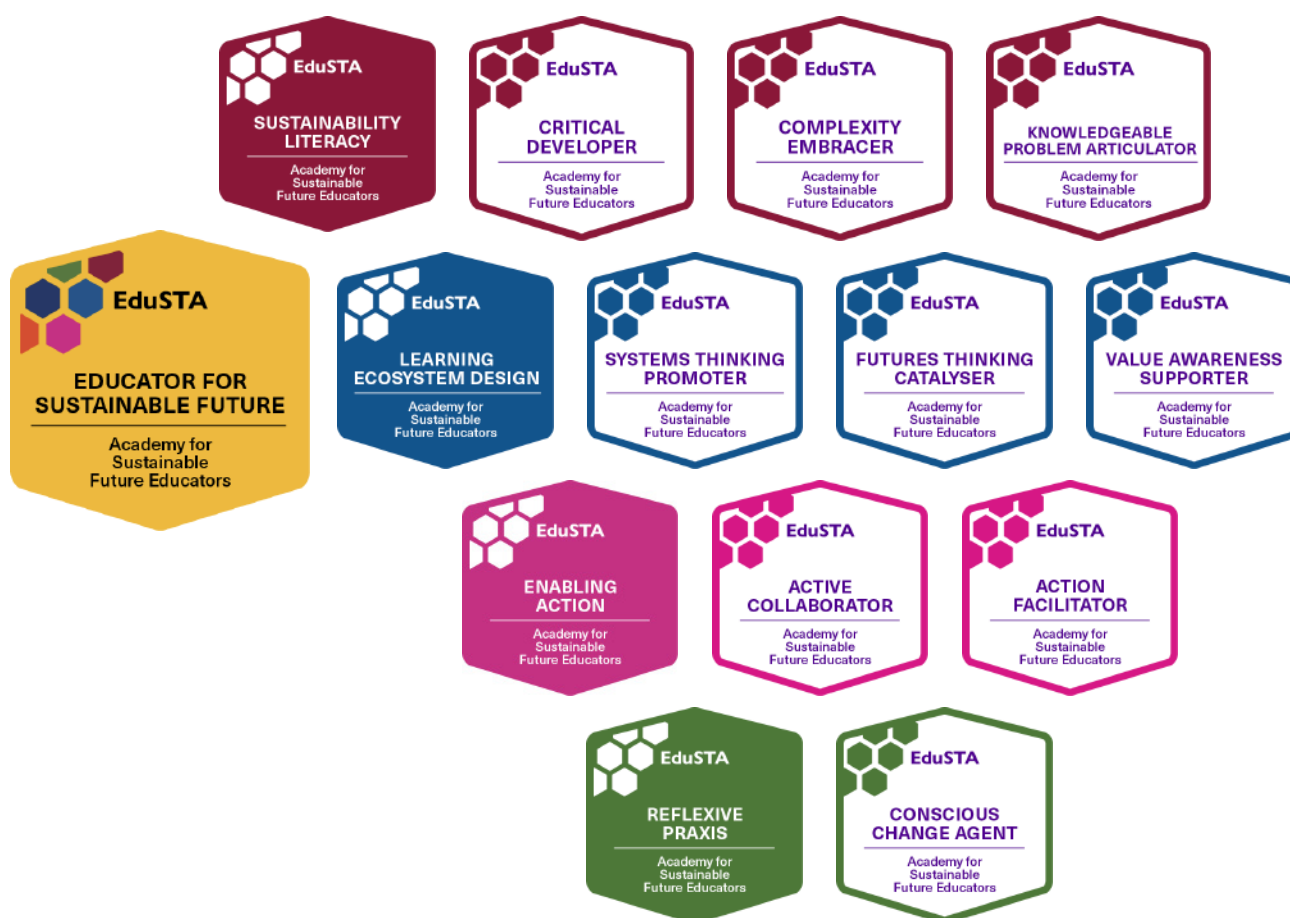 EduSTA
SUSTAINABILITY
LITERACY
Academy for
Sustainable
Future Educators
EduSTA
CRITICAL
DEVELOPER
Academy for
Sustainable
Future Educators
EduSTA
COMPLEXITY
EMBRACER
Academy for
Sustainable
Future Educators
EduSTA
KNOWLEDGEABLE
PROBLEM ARTICULATOR
Academy for
Sustainable
Future Educators
EduSTA
EDUCATOR FOR
SUSTAINABLE FUTURE
Academy for
Sustainable
Future Educators
EduSTA
LEARNING
ECOSYSTEM DESIGN
Academy for
Sustainable
Future Educators
EduSTA
SYSTEMS THINKING
PROMOTER
Academy for
Sustainable
Future Educators
EduSTA
FUTURES THINKING
CATALYSER
Academy for
Sustainable
Future Educators
EduSTA
VALUE AWARENESS
SUPPORTER
Academy for
Sustainable
Future Educators
EduSTA
ENABLING
ACTION
Academy for
Sustainable
Future Educators
EduSTA
ACTIVE
COLLABORATOR
Academy for
Sustainable
Future Educators
EduSTA
ACTION
FACILITATOR
Academy for
Sustainable
Future Educators
EduSTA
REFLEXIVE
PRAXIS
Academy for
Sustainable
Future Educators
EduSTA
CONSCIOUS
CHANGE AGENT
Academy for
Sustainable
Future Educators